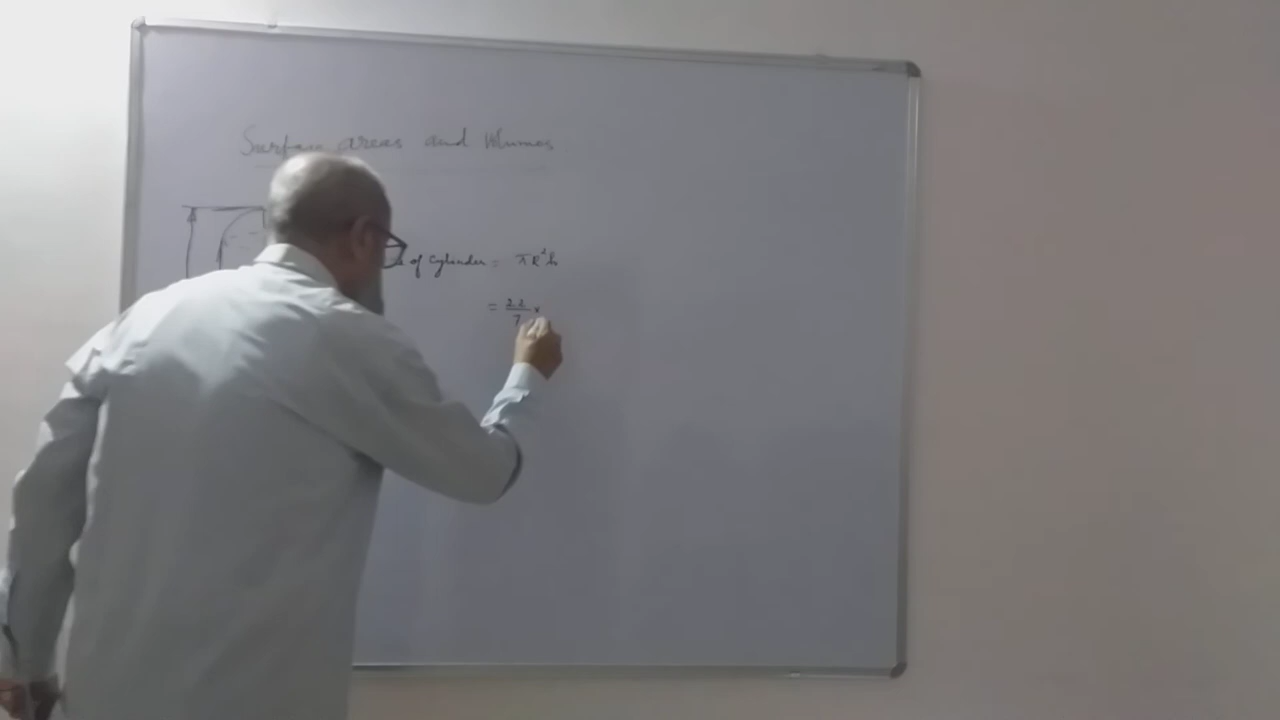 Surface areas and Volumes
of Cylinder = πR²h
= 22/7 ×